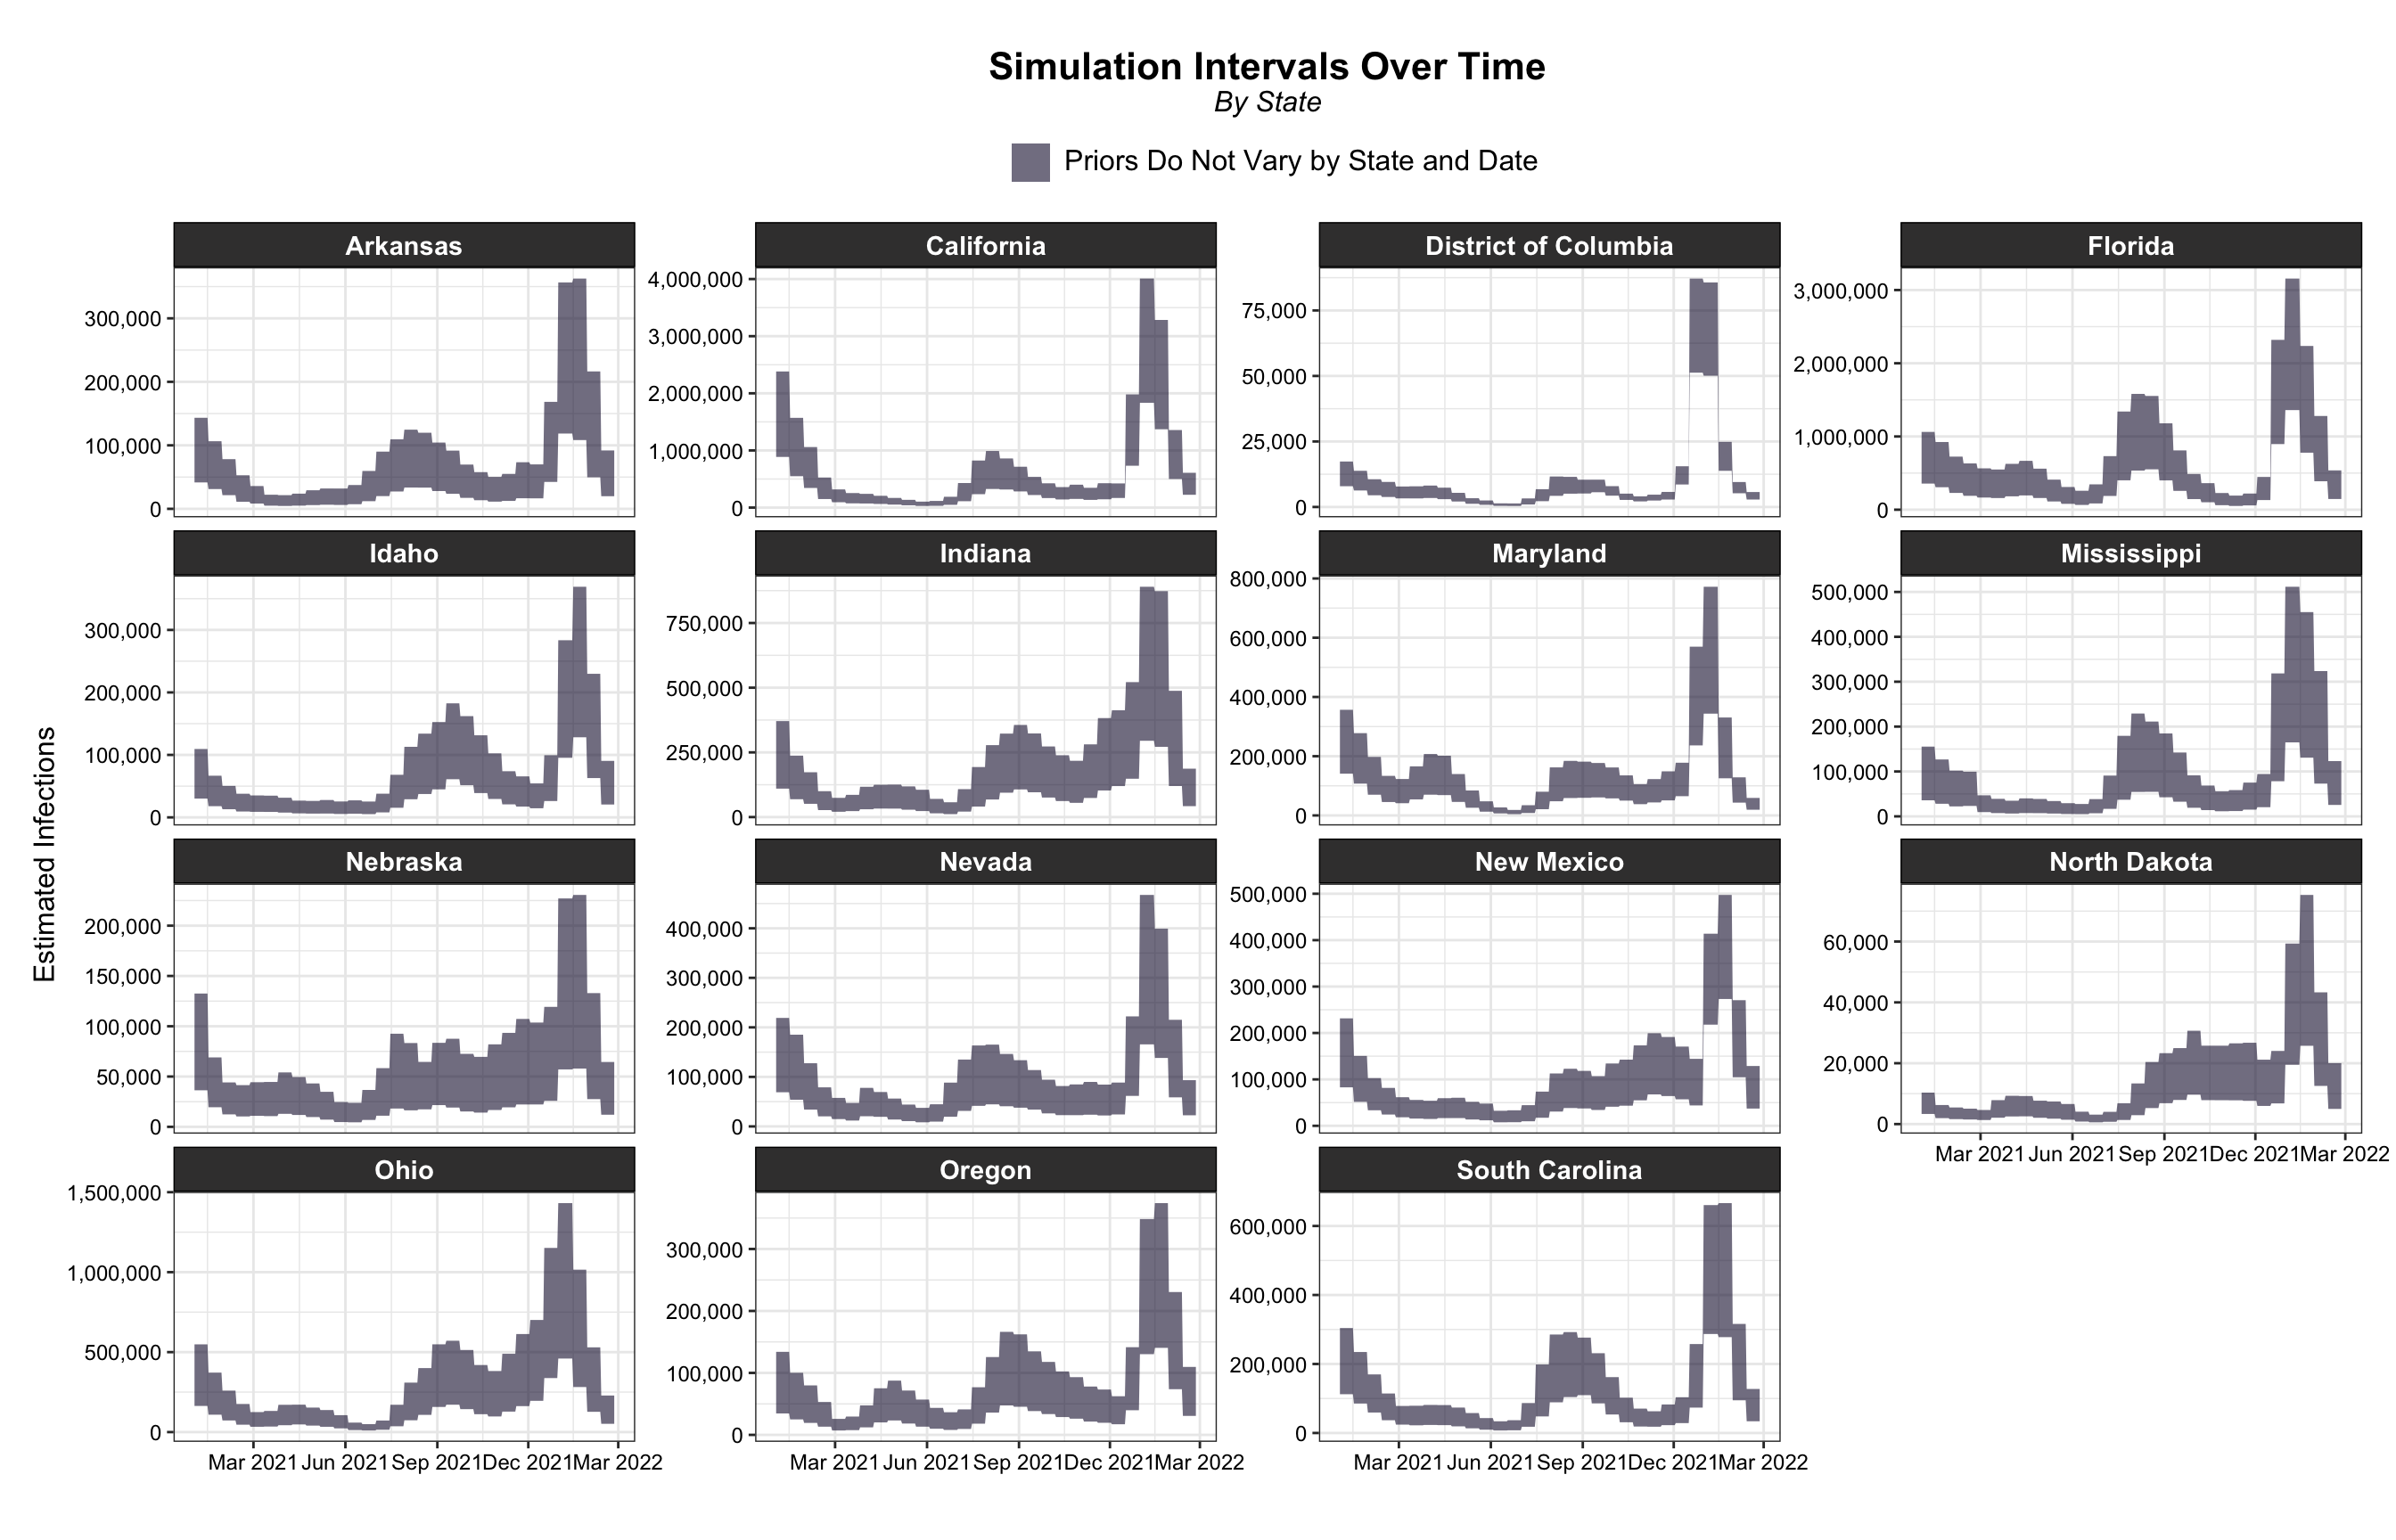 Simulation Intervals Over Time
By State
Priors Do Not Vary by State and Date
Estimated Infections
Arkansas
300,000
200,000
100,000
0
California
4,000,000
3,000,000
2,000,000
1,000,000
0
District of Columbia
75,000
50,000
25,000
0
Florida
3,000,000
2,000,000
1,000,000
0
Idaho
300,000
200,000
100,000
0
Indiana
750,000
500,000
250,000
0
Maryland
800,000
600,000
400,000
200,000
0
Mississippi
500,000
400,000
300,000
200,000
100,000
0
Nebraska
200,000
150,000
100,000
50,000
0
Nevada
400,000
300,000
200,000
100,000
0
New Mexico
500,000
400,000
300,000
200,000
100,000
0
North Dakota
60,000
40,000
20,000
0
Mar 2021 Jun 2021 Sep 2021 Dec 2021 Mar 2022
Ohio
1,500,000
1,000,000
500,000
0
Mar 2021 Jun 2021 Sep 2021 Dec 2021 Mar 2022
Oregon
300,000
200,000
100,000
0
Mar 2021 Jun 2021 Sep 2021 Dec 2021 Mar 2022
South Carolina
600,000
400,000
200,000
0
Mar 2021 Jun 2021 Sep 2021 Dec 2021 Mar 2022